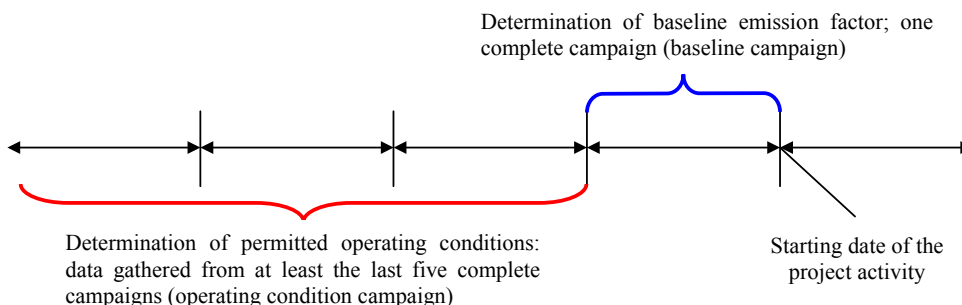 Determination of baseline emission factor; one
complete campaign (baseline campaign)
Determination of permitted operating conditions:
data gathered from at least the last five complete
campaigns (operating condition campaign)
Starting date of the
project activity